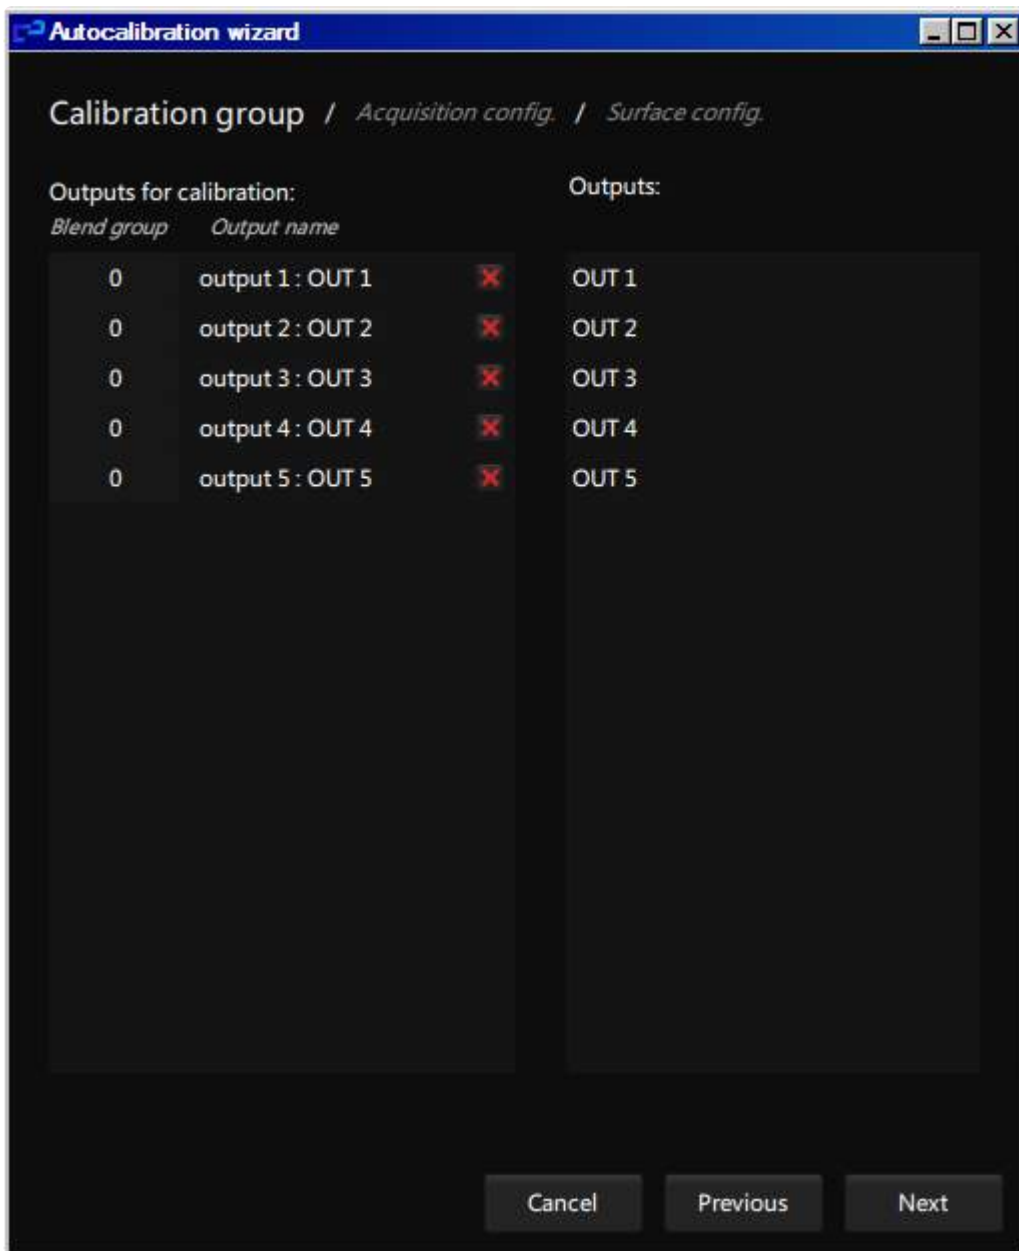 Autocalibration wizard
Calibration group / Acquisition config. / Surface config.
Outputs for calibration:
Blend group Output name
0 output 1 : OUT 1
0 output 2 : OUT 2
0 output 3 : OUT 3
0 output 4 : OUT 4
0 output 5 : OUT 5
Outputs:
OUT 1
OUT 2
OUT 3
OUT 4
OUT 5
Cancel Previous Next